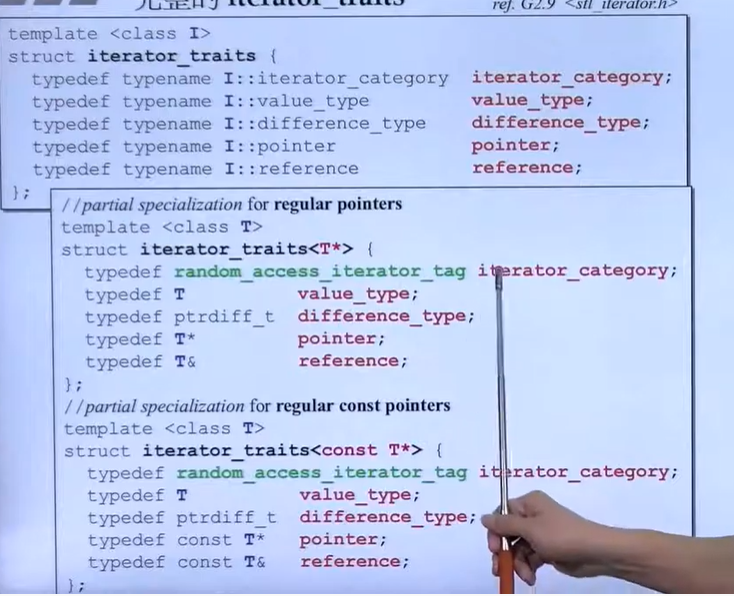 完整的 iterator_traits
ref. G2.9 <stl_iterator.h>
template <class I>
struct iterator_traits {
typedef typename I::iterator_category iterator_category;
typedef typename I::value_type value_type;
typedef typename I::difference_type difference_type;
typedef typename I::pointer pointer;
typedef typename I::reference reference;
};
//partial specialization for regular pointers
template <class T>
struct iterator_traits<T*> {
typedef random_access_iterator_tag iterator_category;
typedef T value_type;
typedef ptrdiff_t difference_type;
typedef T* pointer;
typedef T& reference;
};
//partial specialization for regular const pointers
template <class T>
struct iterator_traits<const T*> {
typedef random_access_iterator_tag iterator_category;
typedef T value_type;
typedef ptrdiff_t difference_type;
typedef const T* pointer;
typedef const T& reference;
};